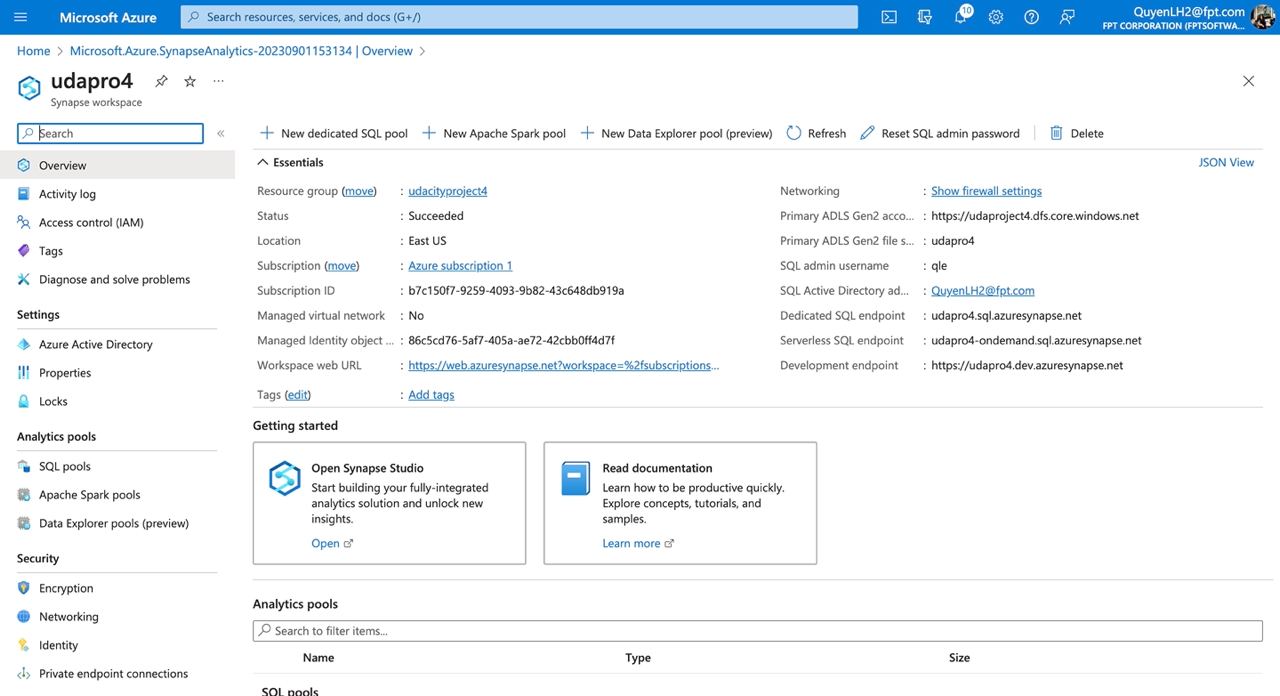 Microsoft Azure
Search resources, services, and docs (G+/)
10
QuyenLH2@fpt.com
FPT CORPORATION (FPTSOFTWA...
Home > Microsoft.Azure.SynapseAnalytics-20230901153134 | Overview >
udapro4
Synapse workspace
Search
Overview
Activity log
Access control (IAM)
Tags
Diagnose and solve problems
Settings
Azure Active Directory
Properties
Locks
Analytics pools
SQL pools
Apache Spark pools
Data Explorer pools (preview)
Security
Encryption
Networking
Identity
Private endpoint connections
New dedicated SQL pool
New Apache Spark pool
New Data Explorer pool (preview)
Refresh
Reset SQL admin password
Delete
Essentials
JSON View
Resource group (move) : udacityproject4
Status : Succeeded
Location : East US
Subscription (move) : Azure subscription 1
Subscription ID : b7c150f7-9259-4093-9b82-43c648db919a
Managed virtual network : No
Managed Identity object ... : 86c5cd76-5af7-405a-ae72-42cbb0ff4d7f
Workspace web URL : https://web.azuresynapse.net?workspace=%2fsubscriptions...
Tags (edit) : Add tags
Networking : Show firewall settings
Primary ADLS Gen2 acco... : https://udaproject4.dfs.core.windows.net
Primary ADLS Gen2 file s... : udapro4
SQL admin username : qle
SQL Active Directory ad... : QuyenLH2@fpt.com
Dedicated SQL endpoint : udapro4.sql.azuresynapse.net
Serverless SQL endpoint : udapro4-ondemand.sql.azuresynapse.net
Development endpoint : https://udapro4.dev.azuresynapse.net
Getting started
Open Synapse Studio
Start building your fully-integrated
analytics solution and unlock new
insights.
Open
Read documentation
Learn how to be productive quickly.
Explore concepts, tutorials, and
samples.
Learn more
Analytics pools
Search to filter items...
Name Type Size
SQL pools